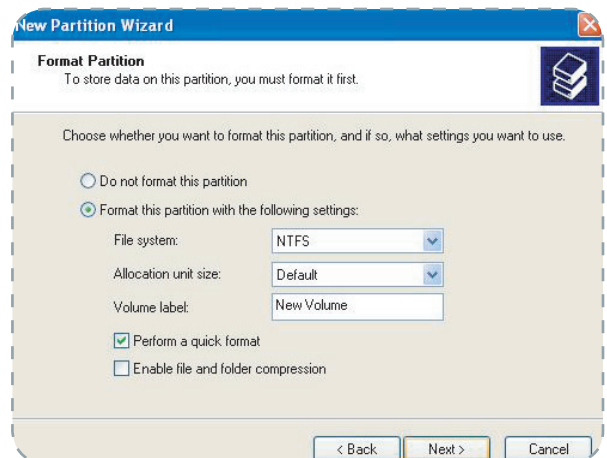 New Partition Wizard
Format Partition
To store data on this partition, you must format it first.
Choose whether you want to format this partition, and if so, what settings you want to use.
Do not format this partition
Format this partition with the following settings:
File system: NTFS
Allocation unit size: Default
Volume label: New Volume
Perform a quick format
Enable file and folder compression
< Back Next > Cancel